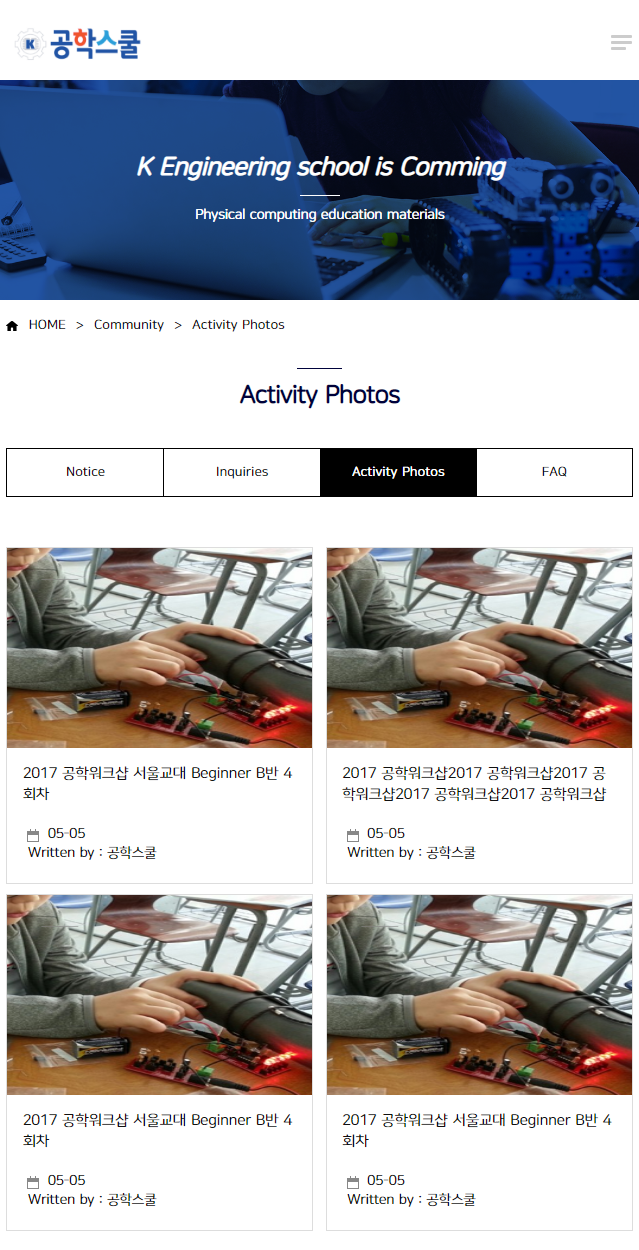 K 공학스쿨
K Engineering school is Comming
Physical computing education materials
HOME > Community > Activity Photos
Activity Photos
Notice Inquiries Activity Photos FAQ
2017 공학워크샵 서울교대 Beginner B반 4
회차
05-05
Written by : 공학스쿨
2017 공학워크샵2017 공학워크샵2017 공
학워크샵2017 공학워크샵2017 공학워크샵
05-05
Written by : 공학스쿨
2017 공학워크샵 서울교대 Beginner B반 4
회차
05-05
Written by : 공학스쿨
2017 공학워크샵 서울교대 Beginner B반 4
회차
05-05
Written by : 공학스쿨